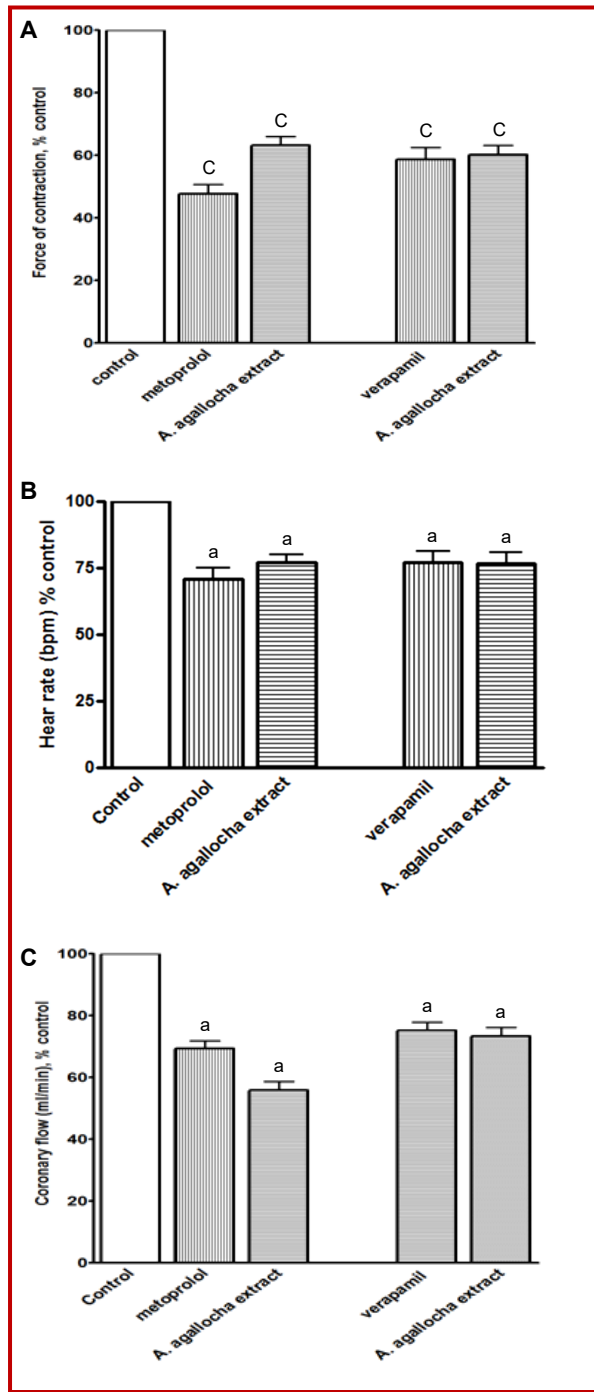 A
Force of contraction, % control
100
80
60
40
20
0
C
C
C
C
control
metoprolol
A. agallocha extract
verapamil
A. agallocha extract
B
Hear rate (bpm) % control
100
75
50
25
0
a
a
a
a
Control
metoprolol
A. agallocha extract
verapamil
A. agallocha extract
C
Coronary flow (ml/min), % control
100
80
60
40
20
0
a
a
a
a
Control
metoprolol
A. agallocha extract
verapamil
A. agallocha extract